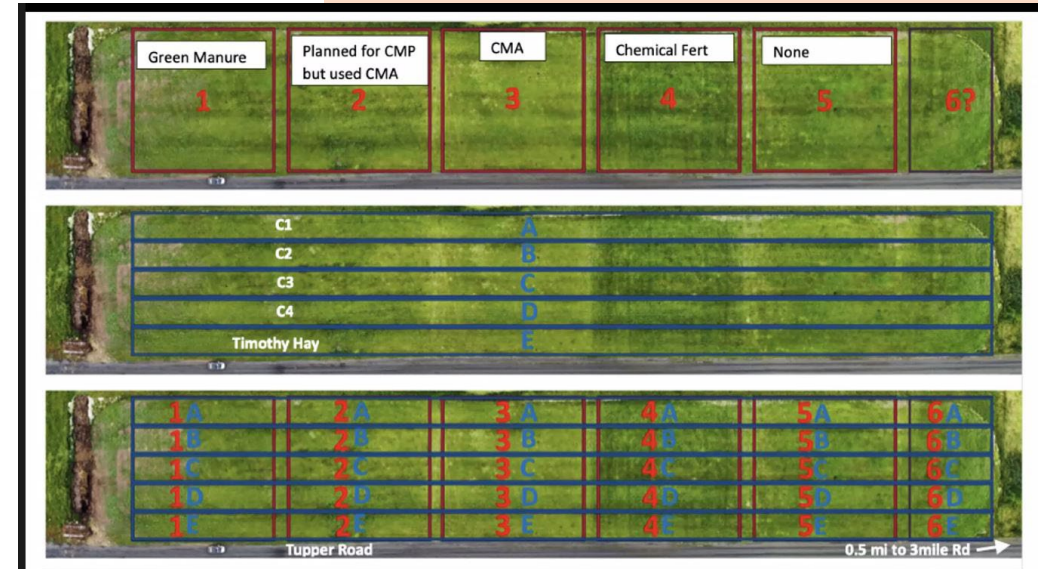 Green Manure
Planned for CMP
but used CMA
CMA
Chemical Fert
None
1
2
3
4
5
6?
C1
A
C2
B
C3
C
C4
D
Timothy Hay
E
1A 2A 3A 4A 5A 6A
1B 2B 3B 4B 5B 6B
1C 2C 3C 4C 5C 6C
1D 2D 3D 4D 5D 6D
1E 2E 3E 4E 5E 6E
Tupper Road
0.5 mi to 3mile Rd